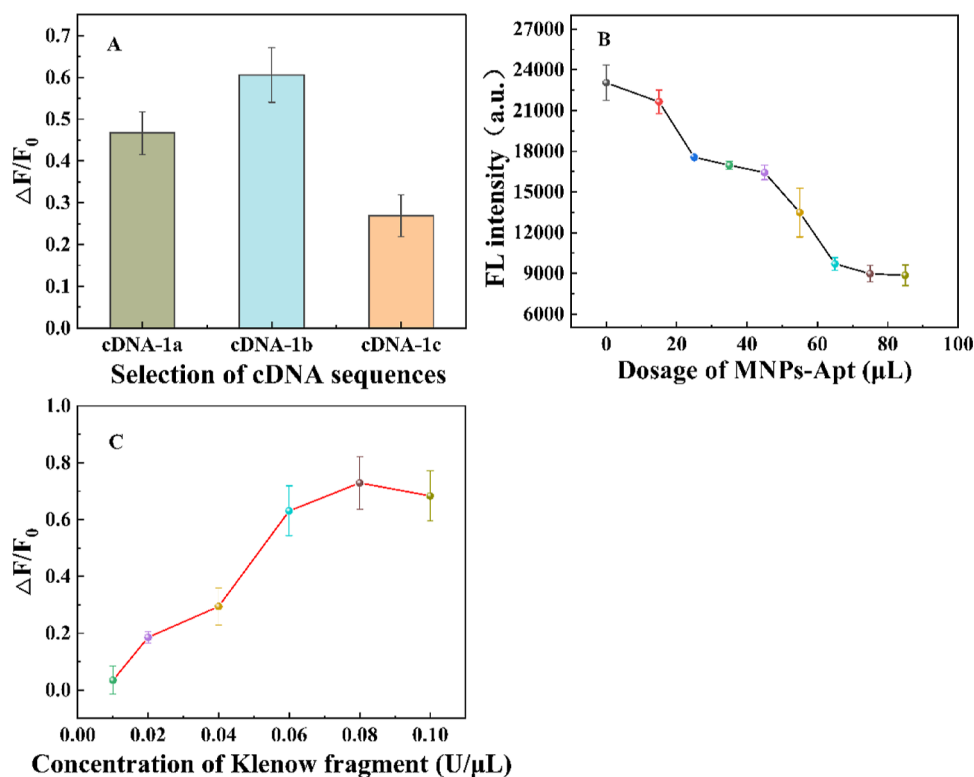 A
0.7
0.6
0.5
0.4
0.3
0.2
0.1
0.0
△F/F0
cDNA-1a cDNA-1b cDNA-1c
Selection of cDNA sequences
B
27000
24000
21000
18000
15000
12000
9000
6000
FL intensity（a.u.）
0 20 40 60 80 100
Dosage of MNPs-Apt (μL)
C
1.0
0.8
0.6
0.4
0.2
0.0
△F/F0
0.00 0.02 0.04 0.06 0.08 0.10
Concentration of Klenow fragment (U/μL)